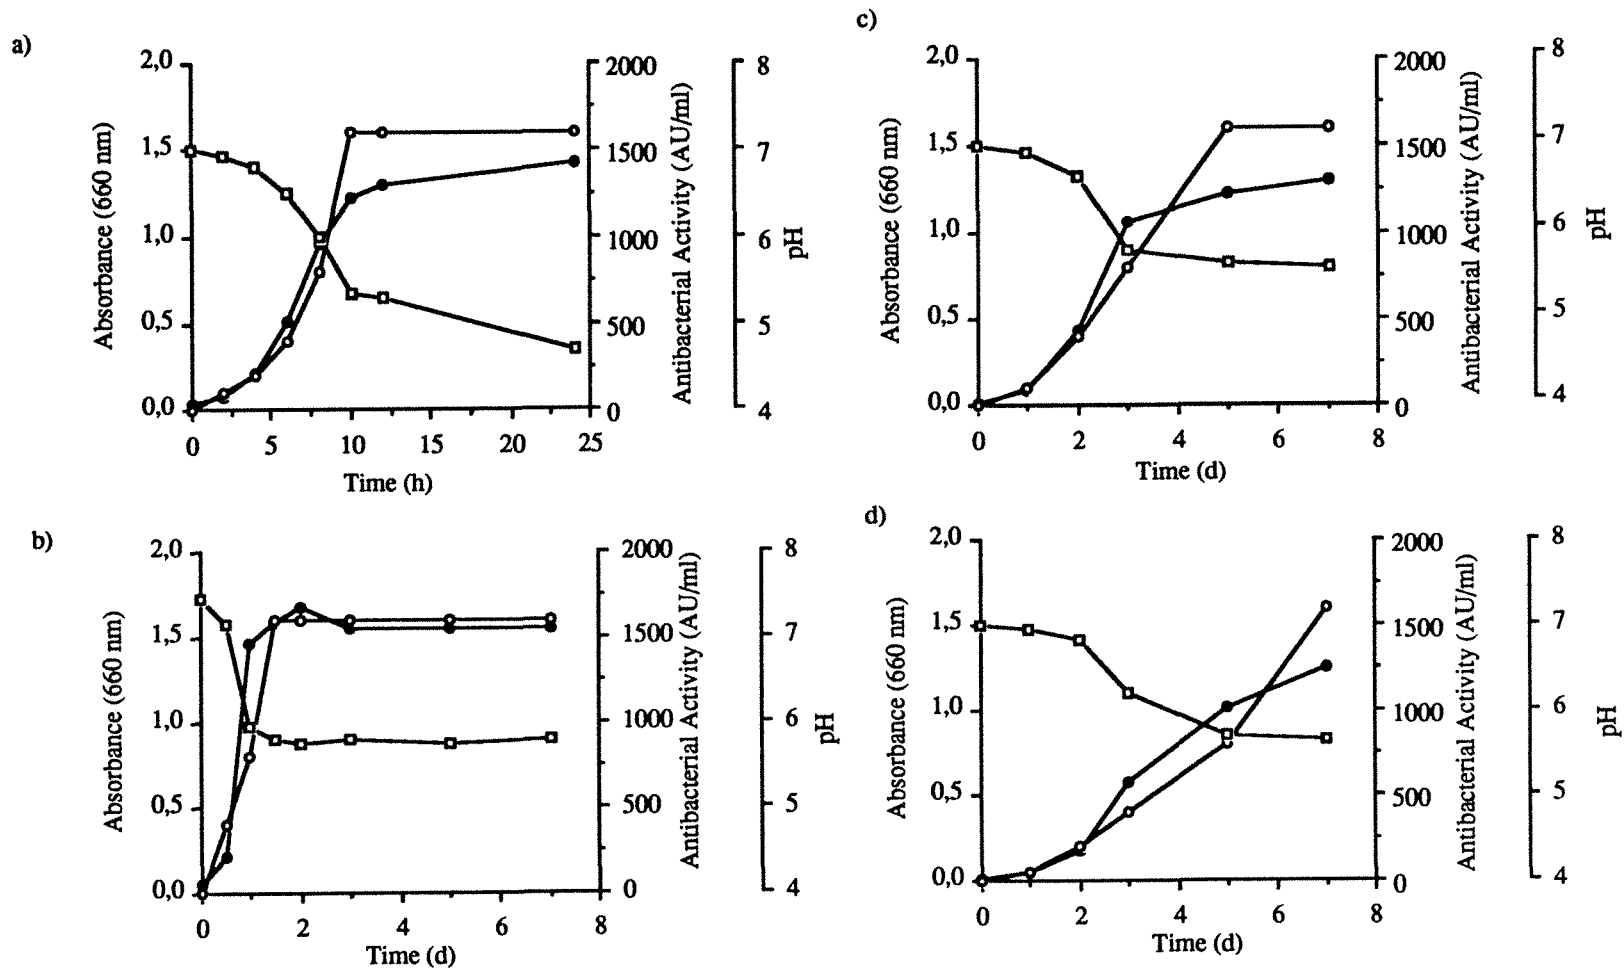 a)
2,0
1,5
1,0
0,5
0,0
Absorbance (660 nm)
0 5 10 15 20 25
Time (h)
2000
1500
1000
500
0
Antibacterial Activity (AU/ml)
8
7
6
5
4
pH
b)
2,0
1,5
1,0
0,5
0,0
Absorbance (660 nm)
0 2 4 6 8
Time (d)
2000
1500
1000
500
0
Antibacterial Activity (AU/ml)
8
7
6
5
4
pH
c)
2,0
1,5
1,0
0,5
0,0
Absorbance (660 nm)
0 2 4 6 8
Time (d)
2000
1500
1000
500
0
Antibacterial Activity (AU/ml)
8
7
6
5
4
pH
d)
2,0
1,5
1,0
0,5
0,0
Absorbance (660 nm)
0 2 4 6 8
Time (d)
2000
1500
1000
500
0
Antibacterial Activity (AU/ml)
8
7
6
5
4
pH